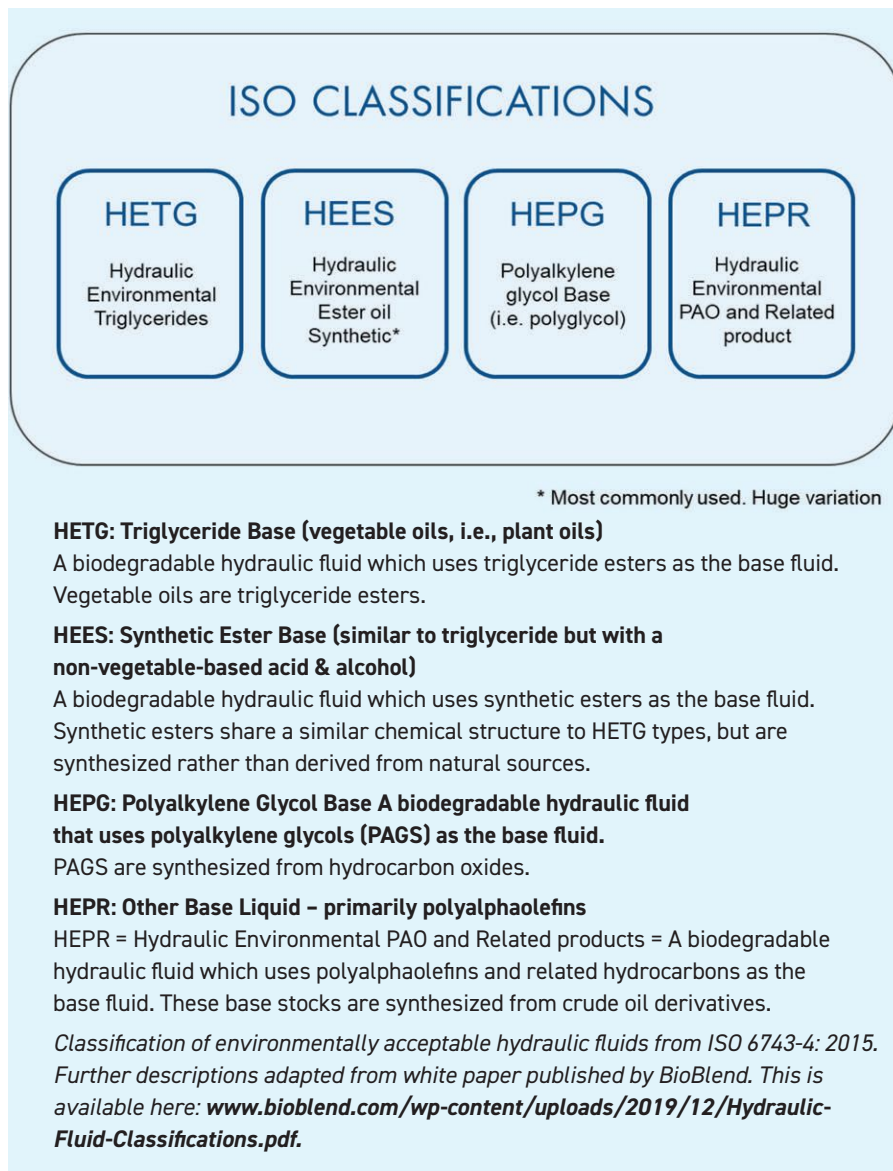 ISO CLASSIFICATIONS
HETG
Hydraulic
Environmental
Triglycerides
HEES
Hydraulic
Environmental
Ester oil
Synthetic*
HEPG
Polyalkylene
glycol Base
(i.e. polyglycol)
HEPR
Hydraulic
Environmental
PAO and Related
product
* Most commonly used. Huge variation
HETG: Triglyceride Base (vegetable oils, i.e., plant oils)
A biodegradable hydraulic fluid which uses triglyceride esters as the base fluid.
Vegetable oils are triglyceride esters.
HEES: Synthetic Ester Base (similar to triglyceride but with a
non-vegetable-based acid & alcohol)
A biodegradable hydraulic fluid which uses synthetic esters as the base fluid.
Synthetic esters share a similar chemical structure to HETG types, but are
synthesized rather than derived from natural sources.
HEPG: Polyalkylene Glycol Base A biodegradable hydraulic fluid
that uses polyalkylene glycols (PAGS) as the base fluid.
PAGS are synthesized from hydrocarbon oxides.
HEPR: Other Base Liquid – primarily polyalphaolefins
HEPR = Hydraulic Environmental PAO and Related products = A biodegradable
hydraulic fluid which uses polyalphaolefins and related hydrocarbons as the
base fluid. These base stocks are synthesized from crude oil derivatives.
Classification of environmentally acceptable hydraulic fluids from ISO 6743-4: 2015.
Further descriptions adapted from white paper published by BioBlend. This is
available here: www.bioblend.com/wp-content/uploads/2019/12/Hydraulic-
Fluid-Classifications.pdf.